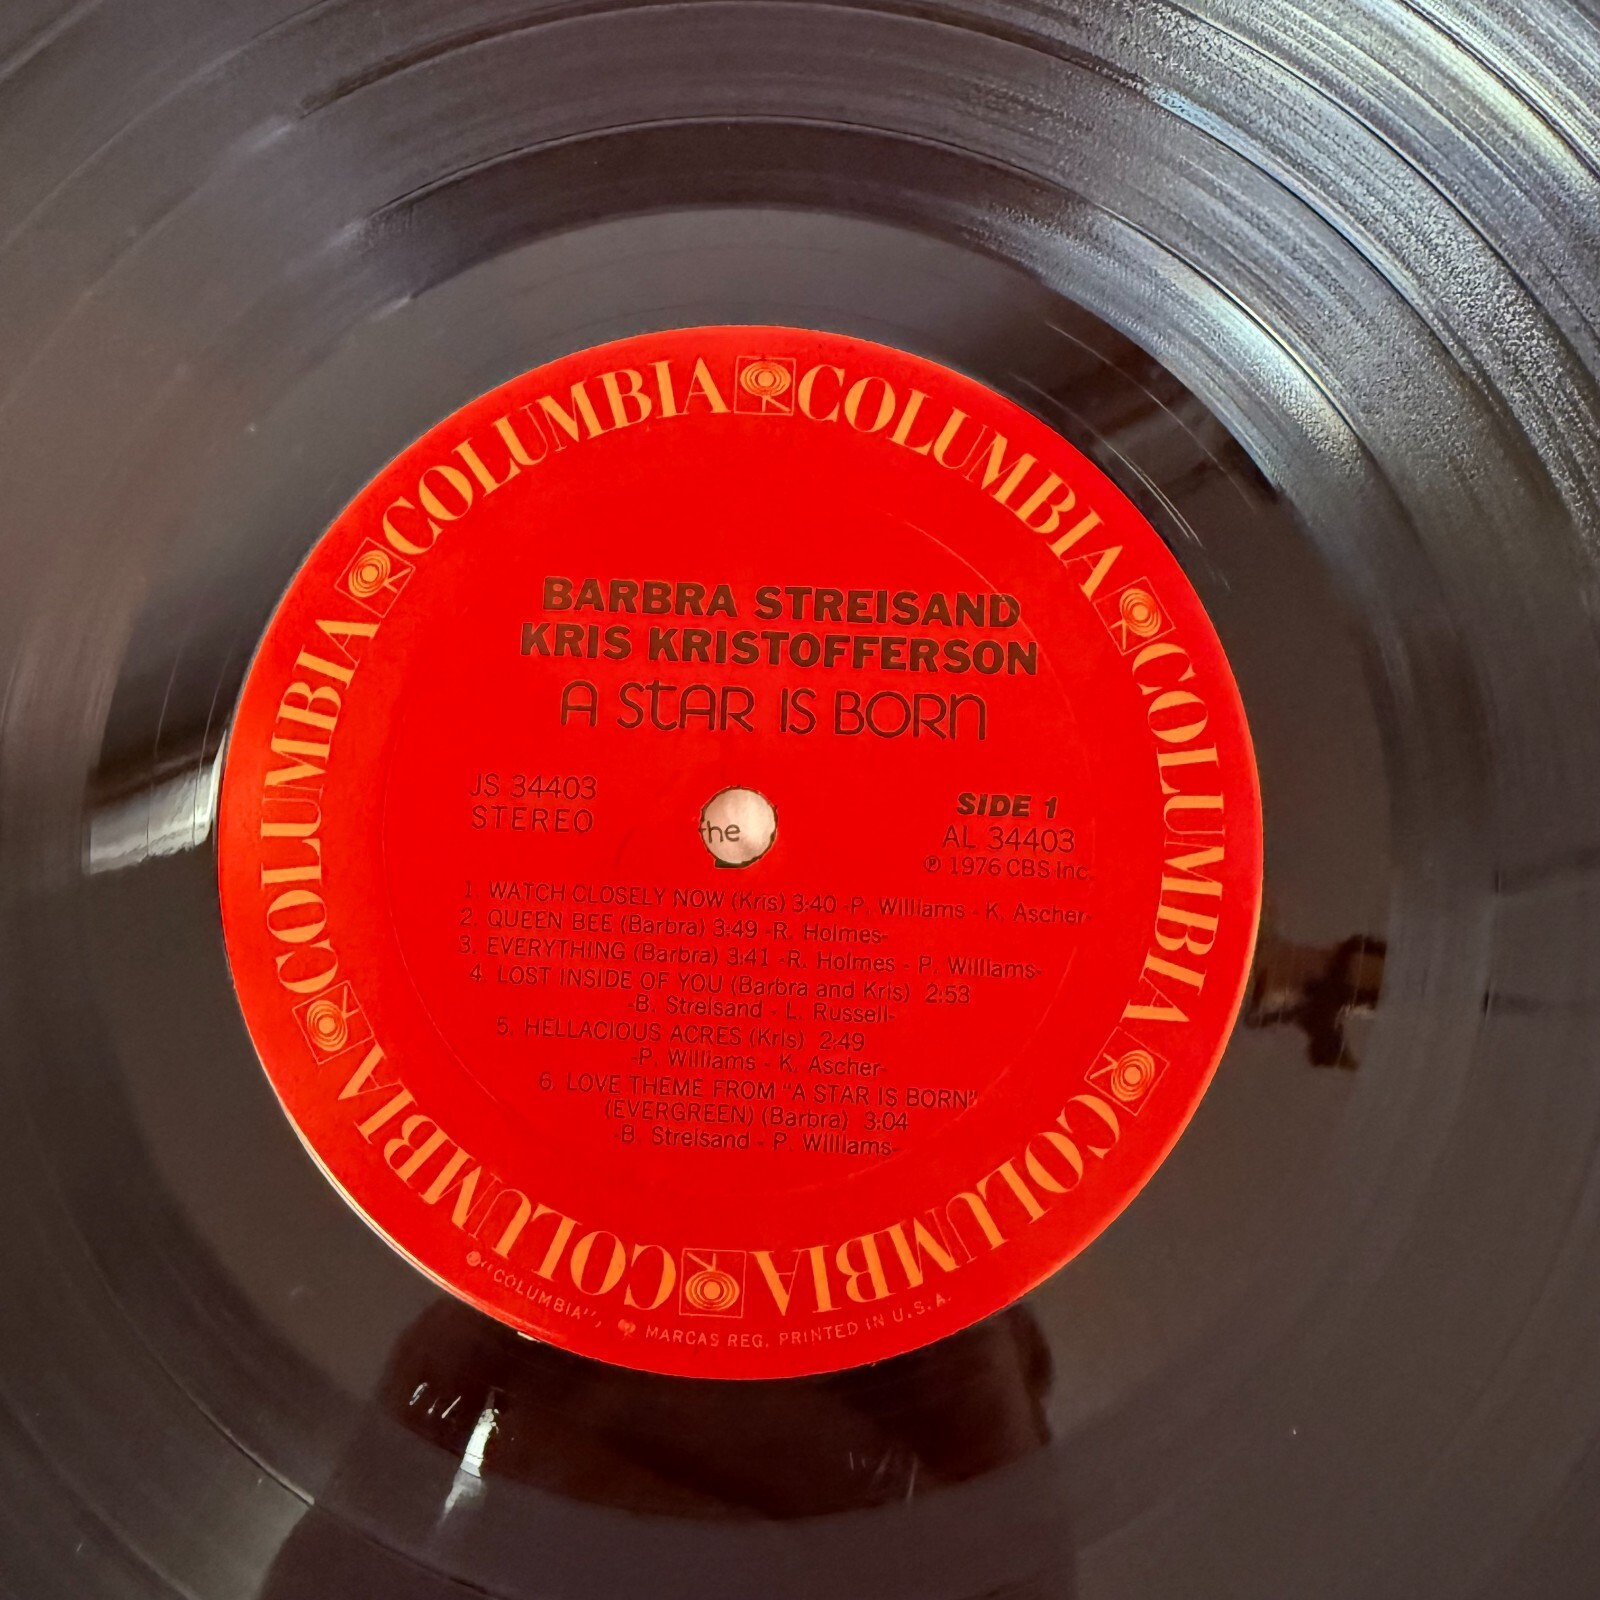 COLUMBIA COLUMBIA COLUMBIA COLUMBIA COLUMBIA COLUMBIA
BARBRA STREISAND
KRIS KRISTOFFERSON
A STAR IS BORN
JS 34403
STEREO
he
SIDE 1
AL 34403
℗ 1976 CBS Inc.
1. WATCH CLOSELY NOW (Kris) 3:40 -P. Williams - K. Ascher-
2. QUEEN BEE (Barbra) 3:49 -R. Holmes-
3. EVERYTHING (Barbra) 3:41 -R. Holmes - P. Williams-
4. LOST INSIDE OF YOU (Barbra and Kris) 2:53
-B. Streisand - L. Russell-
5. HELLACIOUS ACRES (Kris) 2:49
-P. Williams - K. Ascher-
6. LOVE THEME FROM "A STAR IS BORN"
(EVERGREEN) (Barbra) 3:04
-B. Streisand - P. Williams-
"COLUMBIA", MARCAS REG. PRINTED IN U.S.A.